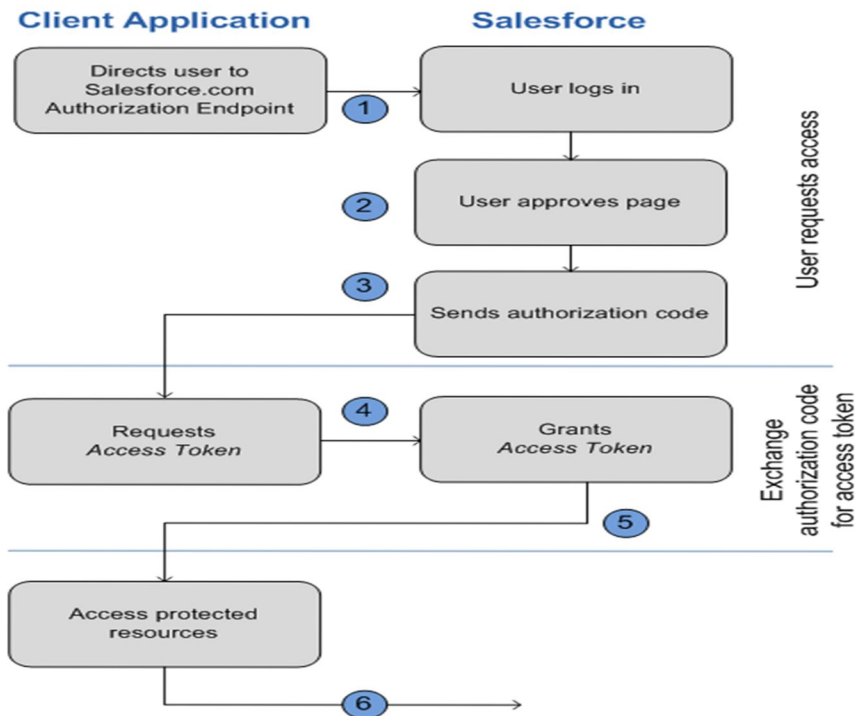 Client Application
Salesforce
Directs user to
Salesforce.com
Authorization Endpoint
1
User logs in
2
User approves page
3
Sends authorization code
User requests access
Requests
Access Token
4
Grants
Access Token
5
Exchange
authorization code
for access token
Access protected
resources
6